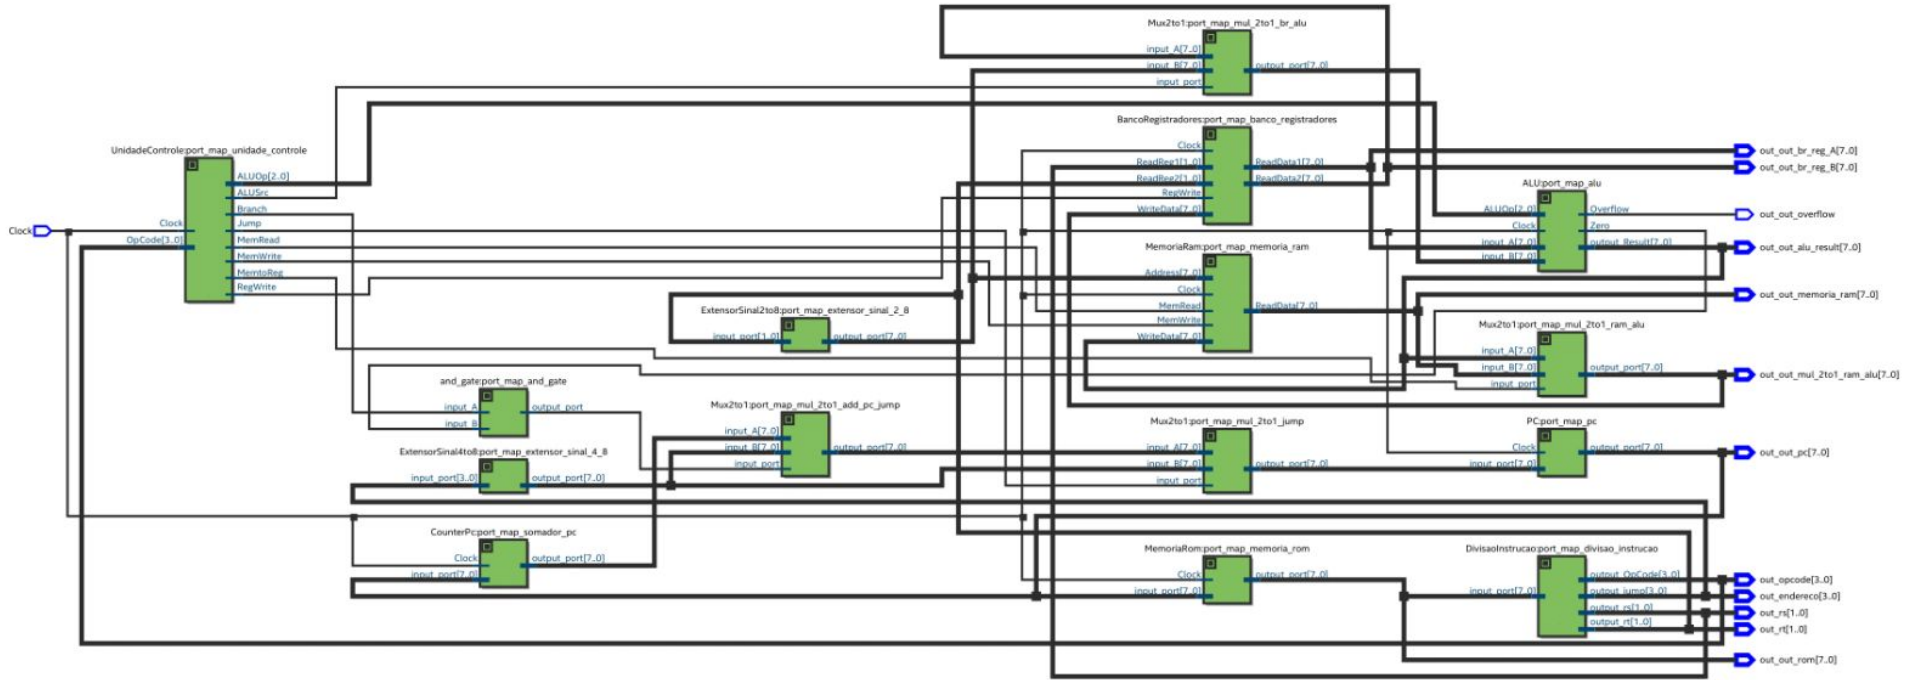 Clock
UnidadeControle:port_map_unidade_controle
Clock
OpCode[3..0]
ALUOp[2..0]
ALUSrc
Branch
Jump
MemRead
MemWrite
MemtoReg
RegWrite
and_gate:port_map_and_gate
input_A
input_B
output_port
ExtensorSinal4to8:port_map_extensor_sinal_4_8
input_port[3..0]
output_port[7..0]
CounterPc:port_map_somador_pc
Clock
input_port[7..0]
output_port[7..0]
ExtensorSinal2to8:port_map_extensor_sinal_2_8
input_port[1..0]
output_port[7..0]
Mux2to1:port_map_mul_2to1_add_pc_jump
input_A[7..0]
input_B[7..0]
input_port
output_port[7..0]
Mux2to1:port_map_mul_2to1_br_alu
input_A[7..0]
input_B[7..0]
input_port
output_port[7..0]
BancoRegistradores:port_map_banco_registradores
Clock
ReadReg1[1..0]
ReadReg2[1..0]
RegWrite
WriteData[7..0]
ReadData1[7..0]
ReadData2[7..0]
MemoriaRam:port_map_memoria_ram
Address[7..0]
Clock
MemRead
MemWrite
WriteData[7..0]
ReadData[7..0]
Mux2to1:port_map_mul_2to1_jump
input_A[7..0]
input_B[7..0]
input_port
output_port[7..0]
MemoriaRom:port_map_memoria_rom
Clock
input_port[7..0]
output_port[7..0]
ALU:port_map_alu
ALUOp[2..0]
Clock
input_A[7..0]
input_B[7..0]
Overflow
Zero
output_Result[7..0]
Mux2to1:port_map_mul_2to1_ram_alu
input_A[7..0]
input_B[7..0]
input_port
output_port[7..0]
PC:port_map_pc
Clock
input_port[7..0]
output_port[7..0]
DivisaoInstrucao:port_map_divisao_instrucao
input_port[7..0]
output_OpCode[3..0]
output_jump[3..0]
output_rs[1..0]
output_rt[1..0]
out_out_br_reg_A[7..0]
out_out_br_reg_B[7..0]
out_out_overflow
out_out_alu_result[7..0]
out_out_memoria_ram[7..0]
out_out_mul_2to1_ram_alu[7..0]
out_out_pc[7..0]
out_opcode[3..0]
out_endereco[3..0]
out_rs[1..0]
out_rt[1..0]
out_out_rom[7..0]